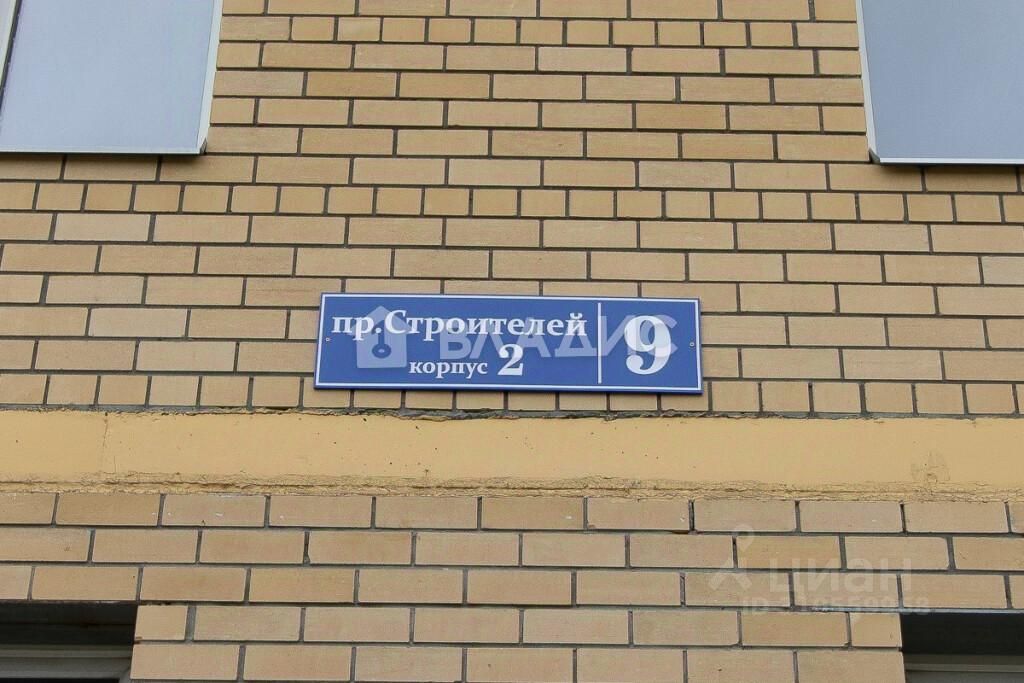 пр.Строителей
корпус 2
9
ВЛАДИС
циан